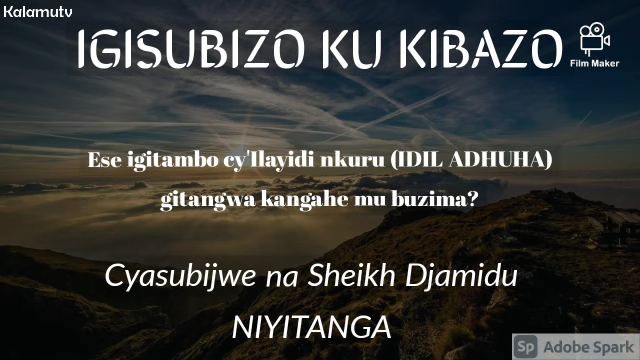 Kalamutv
IGISUBIZO KU KIBAZO
Film Maker
Ese igitambo cy'Ilayidi nkuru (IDIL ADHUHA)
gitangwa kangahe mu buzima?
Cyasubijwe na Sheikh Djamidu
NIYITANGA
Sp Adobe Spark